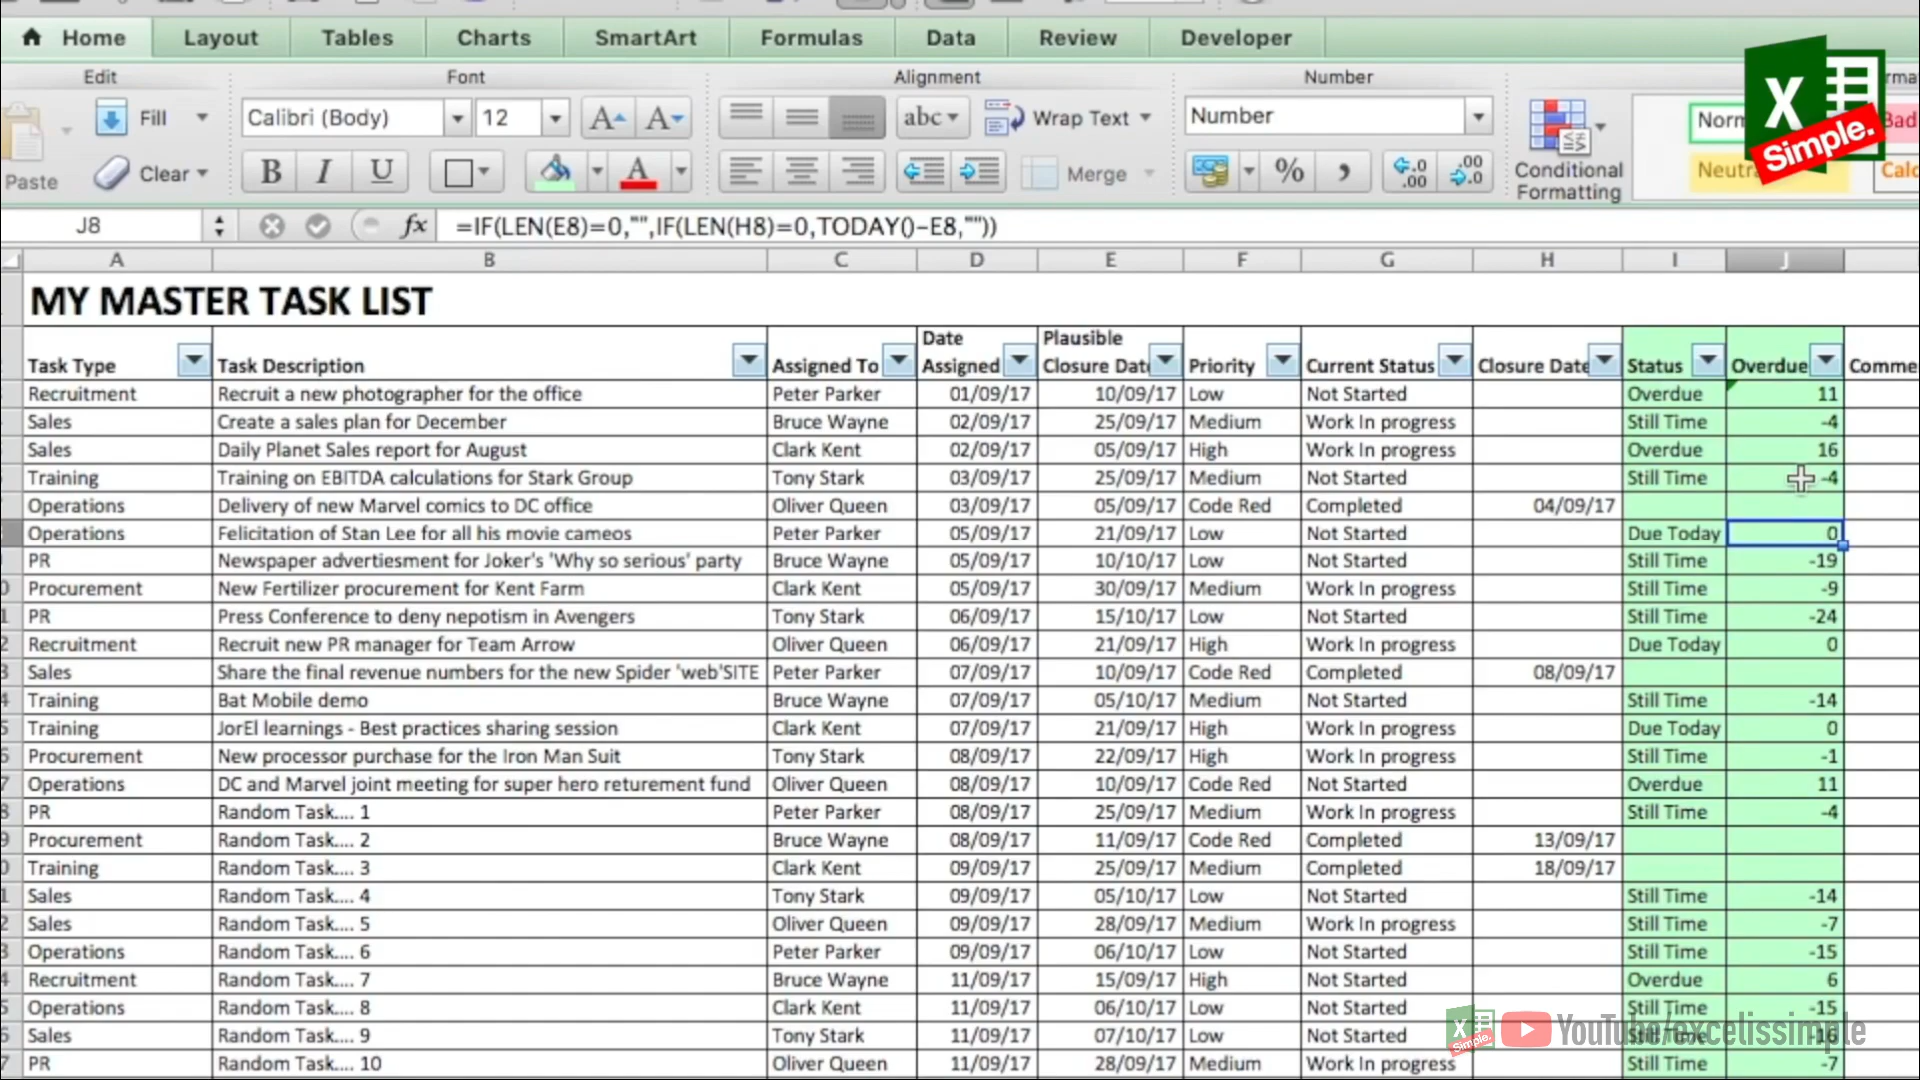 Home Layout Tables Charts SmartArt Formulas Data Review Developer
Edit Font Alignment Number
Fill Calibri (Body) 12 A A abc Wrap Text Number
Paste Clear B I U A Merge % , .0 .00 .00 .0 Conditional Formatting Bad
X Simple.
J8 fx =IF(LEN(E8)=0,"",IF(LEN(H8)=0,TODAY()-E8,""))
A B C D E F G H I J
MY MASTER TASK LIST
Task Type Task Description Assigned To Date Assigned Plausible Closure Date Priority Current Status Closure Date Status Overdue
Recruitment Recruit a new photographer for the office Peter Parker 01/09/17 10/09/17 Low Not Started Overdue 11
Sales Create a sales plan for December Bruce Wayne 02/09/17 25/09/17 Medium Work In progress Still Time -4
Sales Daily Planet Sales report for August Clark Kent 02/09/17 05/09/17 High Work In progress Overdue 16
Training Training on EBITDA calculations for Stark Group Tony Stark 03/09/17 25/09/17 Medium Not Started Still Time -4
Operations Delivery of new Marvel comics to DC office Oliver Queen 03/09/17 05/09/17 Code Red Completed 04/09/17
Operations Felicitation of Stan Lee for all his movie cameos Peter Parker 05/09/17 21/09/17 Low Not Started Due Today 0
PR Newspaper advertiesment for Joker's 'Why so serious' party Bruce Wayne 05/09/17 10/10/17 Low Not Started Still Time -19
Procurement New Fertilizer procurement for Kent Farm Clark Kent 05/09/17 30/09/17 Medium Work In progress Still Time -9
PR Press Conference to deny nepotism in Avengers Tony Stark 06/09/17 15/10/17 Low Not Started Still Time -24
Recruitment Recruit new PR manager for Team Arrow Oliver Queen 06/09/17 21/09/17 High Work In progress Due Today 0
Sales Share the final revenue numbers for the new Spider 'web'SITE Peter Parker 07/09/17 10/09/17 Code Red Completed 08/09/17
Training Bat Mobile demo Bruce Wayne 07/09/17 05/10/17 Medium Not Started Still Time -14
Training JorEl learnings - Best practices sharing session Clark Kent 07/09/17 21/09/17 High Work In progress Due Today 0
Procurement New processor purchase for the Iron Man Suit Tony Stark 08/09/17 22/09/17 High Work In progress Still Time -1
Operations DC and Marvel joint meeting for super hero returement fund Oliver Queen 08/09/17 10/09/17 Code Red Not Started Overdue 11
PR Random Task.... 1 Peter Parker 08/09/17 25/09/17 Medium Work In progress Still Time -4
Procurement Random Task.... 2 Bruce Wayne 08/09/17 11/09/17 Code Red Completed 13/09/17
Training Random Task.... 3 Clark Kent 09/09/17 25/09/17 Medium Completed 18/09/17
Sales Random Task.... 4 Tony Stark 09/09/17 05/10/17 Low Not Started Still Time -14
Sales Random Task.... 5 Oliver Queen 09/09/17 28/09/17 Medium Work In progress Still Time -7
Operations Random Task.... 6 Peter Parker 09/09/17 06/10/17 Low Not Started Still Time -15
Recruitment Random Task.... 7 Bruce Wayne 11/09/17 15/09/17 High Not Started Overdue 6
Operations Random Task.... 8 Clark Kent 11/09/17 06/10/17 Low Not Started Still Time -15
Sales Random Task.... 9 Tony Stark 11/09/17 07/10/17 Low Not Started Still Time -16
PR Random Task.... 10 Oliver Queen 11/09/17 28/09/17 Medium Work In progress Still Time -7
X Simple. YouTube/excelissimple